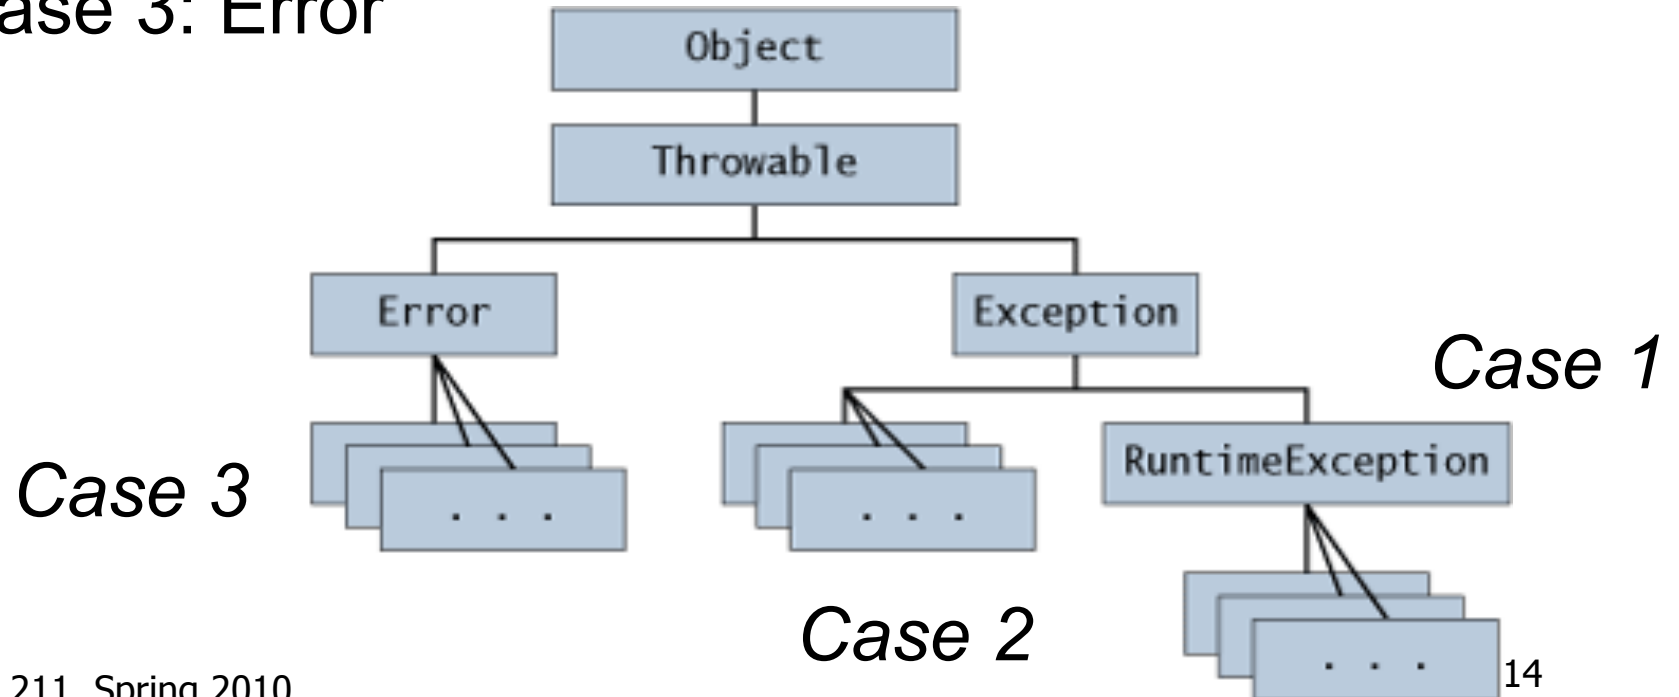 ase 3: Error
Object
Throwable
Error
Exception
Case 1
RuntimeException
Case 3
. . .
. . .
Case 2
. . .
211, Spring 2010
14